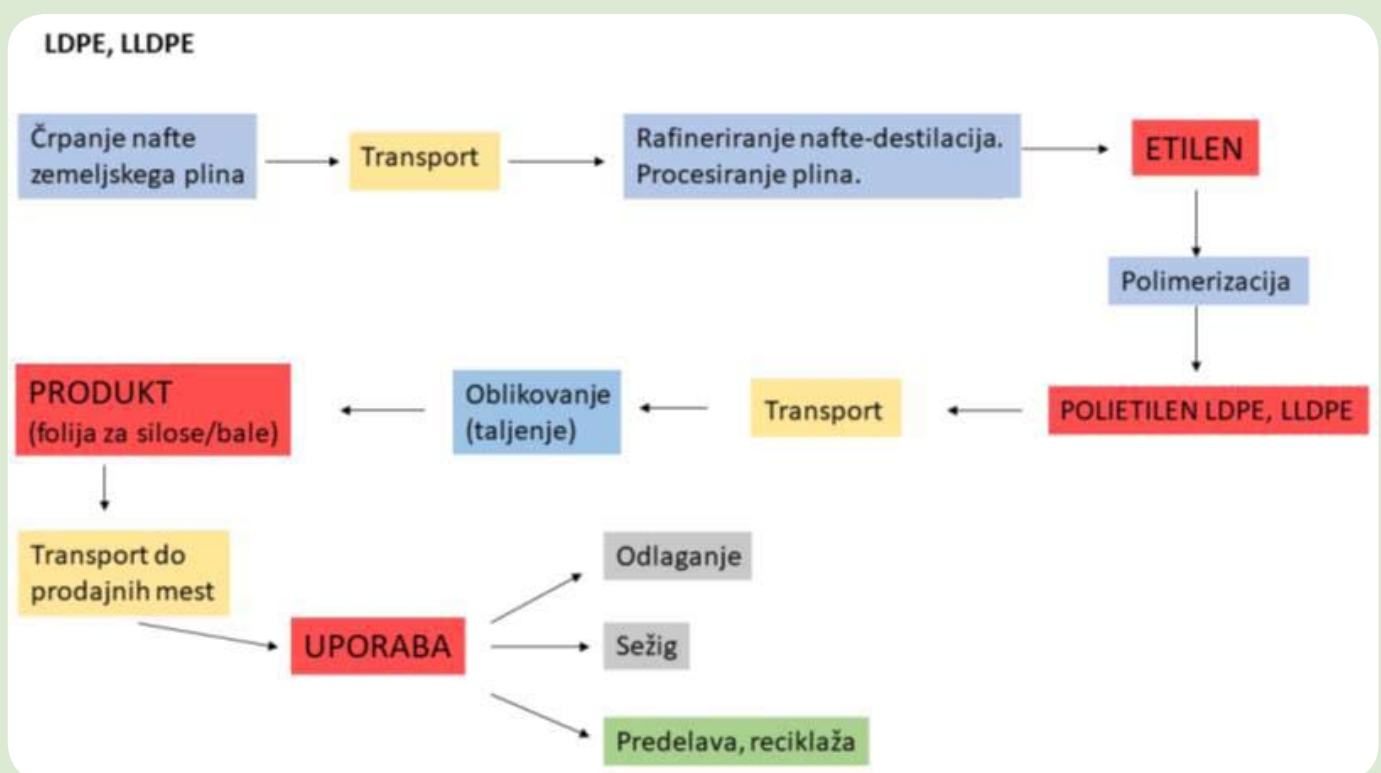 LDPE, LLDPE
Črpanje nafte
zemeljskega plina
Transport
Rafineriranje nafte-destilacija.
Procesiranje plina.
ETILEN
Polimerizacija
POLIETILEN LDPE, LLDPE
Transport
Oblikovanje
(taljenje)
PRODUKT
(folija za silose/bale)
Transport do
prodajnih mest
UPORABA
Odlaganje
Sežig
Predelava, reciklaža